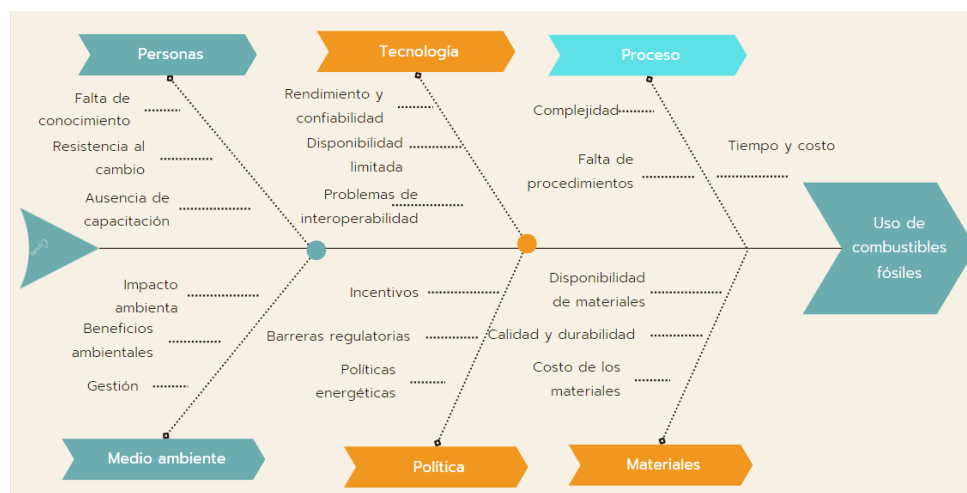 Personas
Tecnología
Proceso
Falta de
conocimiento
Resistencia al
cambio
Ausencia de
capacitación
Rendimiento y
confiabilidad
Disponibilidad
limitada
Problemas de
interoperabilidad
Complejidad
Falta de
procedimientos
Tiempo y costo
Uso de
combustibles
fósiles
Impacto
ambienta
Beneficios
ambientales
Gestión
Incentivos
Barreras regulatorias
Políticas
energéticas
Disponibilidad
de materiales
Calidad y durabilidad
Costo de los
materiales
Medio ambiente
Política
Materiales